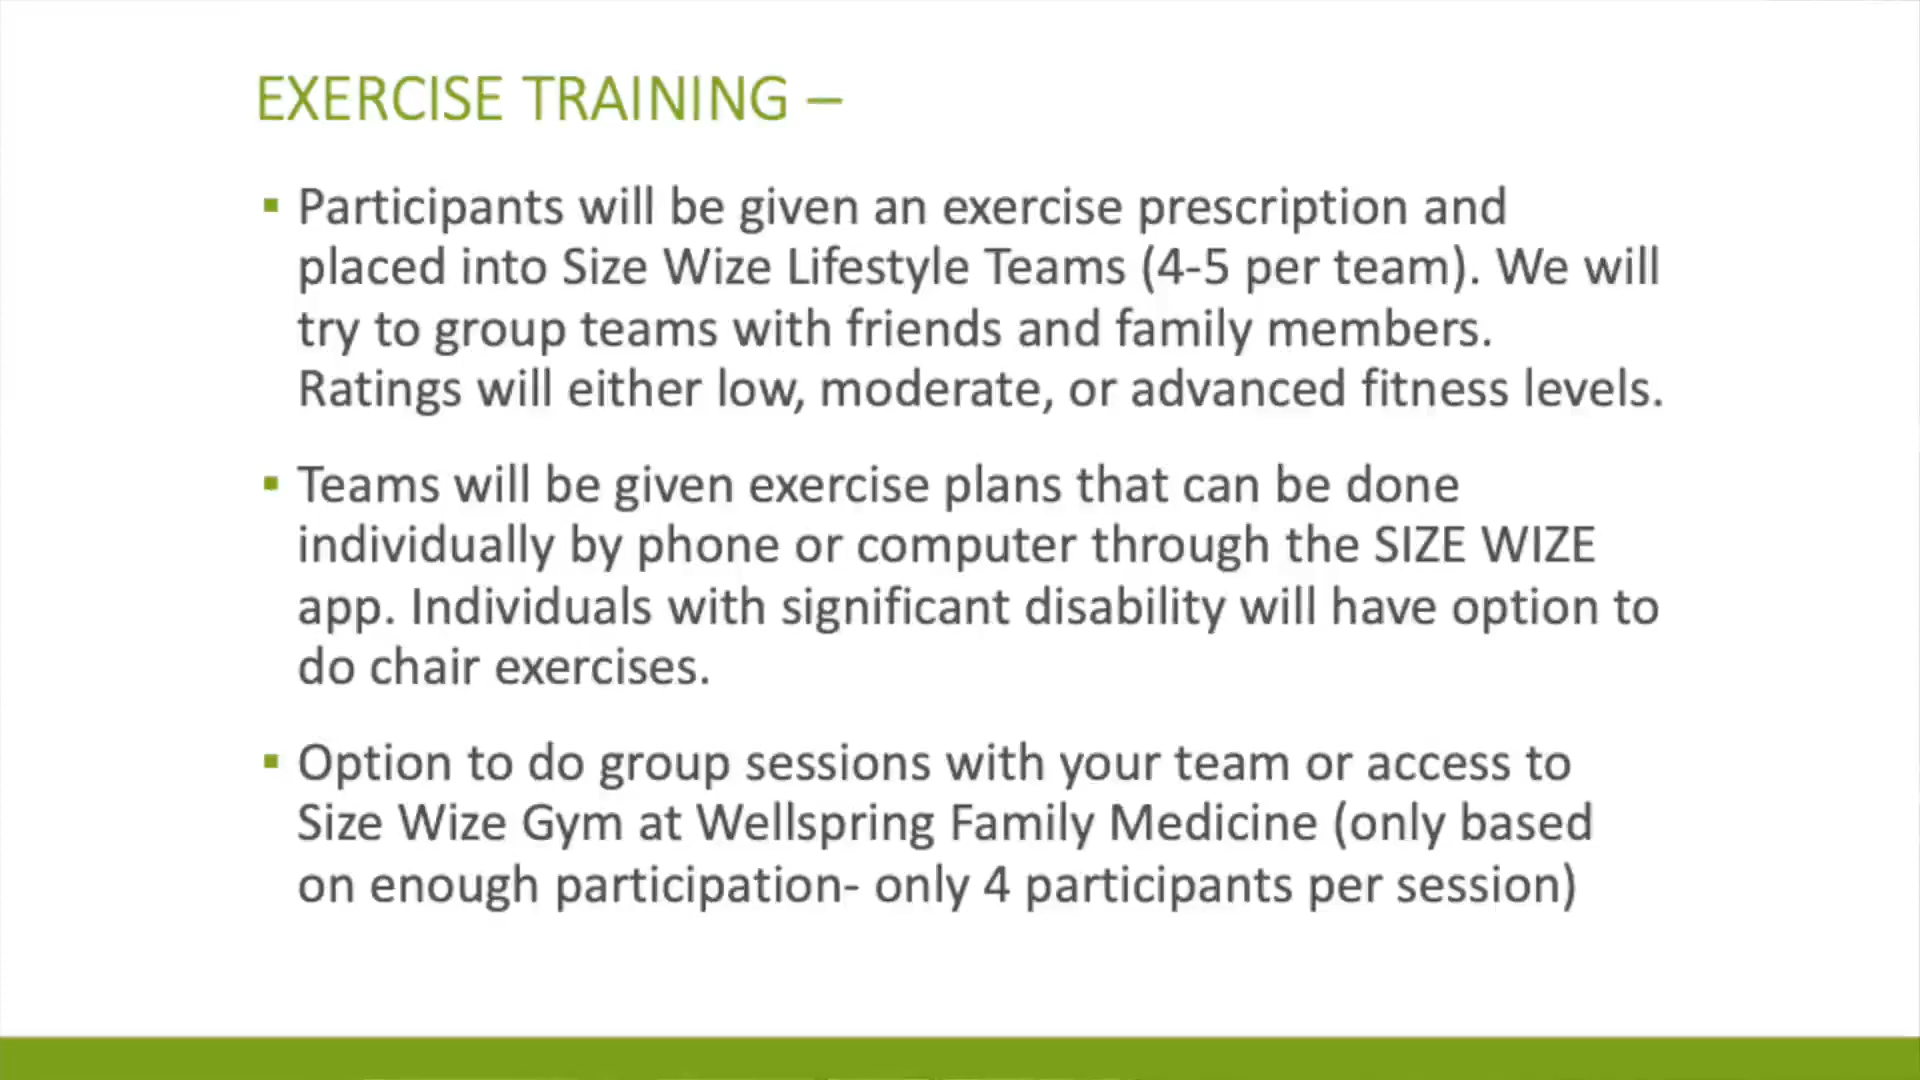 EXERCISE TRAINING –
▪ Participants will be given an exercise prescription and
placed into Size Wize Lifestyle Teams (4-5 per team). We will
try to group teams with friends and family members.
Ratings will either low, moderate, or advanced fitness levels.
▪ Teams will be given exercise plans that can be done
individually by phone or computer through the SIZE WIZE
app. Individuals with significant disability will have option to
do chair exercises.
▪ Option to do group sessions with your team or access to
Size Wize Gym at Wellspring Family Medicine (only based
on enough participation- only 4 participants per session)